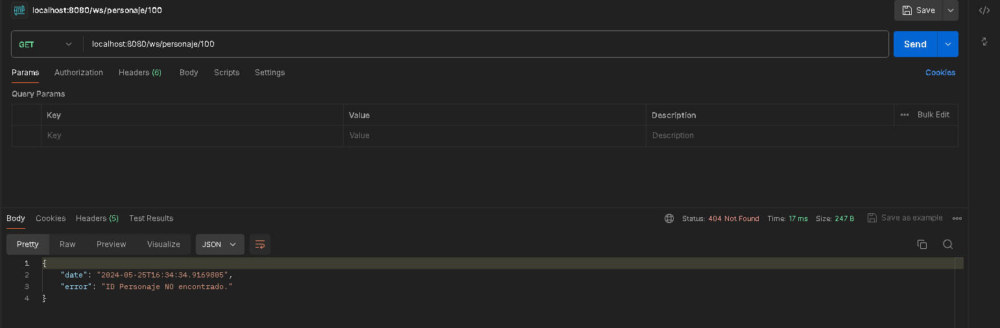 HTTP localhost:8080/ws/personaje/100 Save
GET localhost:8080/ws/personaje/100 Send
Params Authorization Headers (6) Body Scripts Settings Cookies
Query Params
Key Value Description ••• Bulk Edit
Key Value Description
Body Cookies Headers (5) Test Results Status: 404 Not Found Time: 17 ms Size: 247 B Save as example
Pretty Raw Preview Visualize JSON
1 {
2 "date": "2024-05-25T16:34:34.9169805",
3 "error": "ID Personaje NO encontrado."
4 }